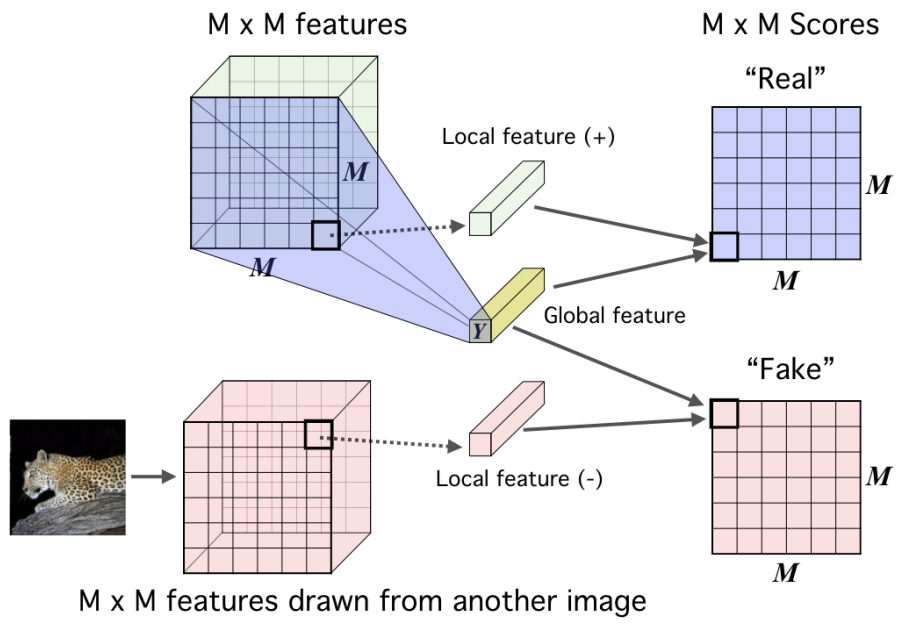 M x M features
M x M Scores
“Real”
Local feature (+)
M
M
M
M
Y
Global feature
“Fake”
Local feature (-)
M
M
M x M features drawn from another image